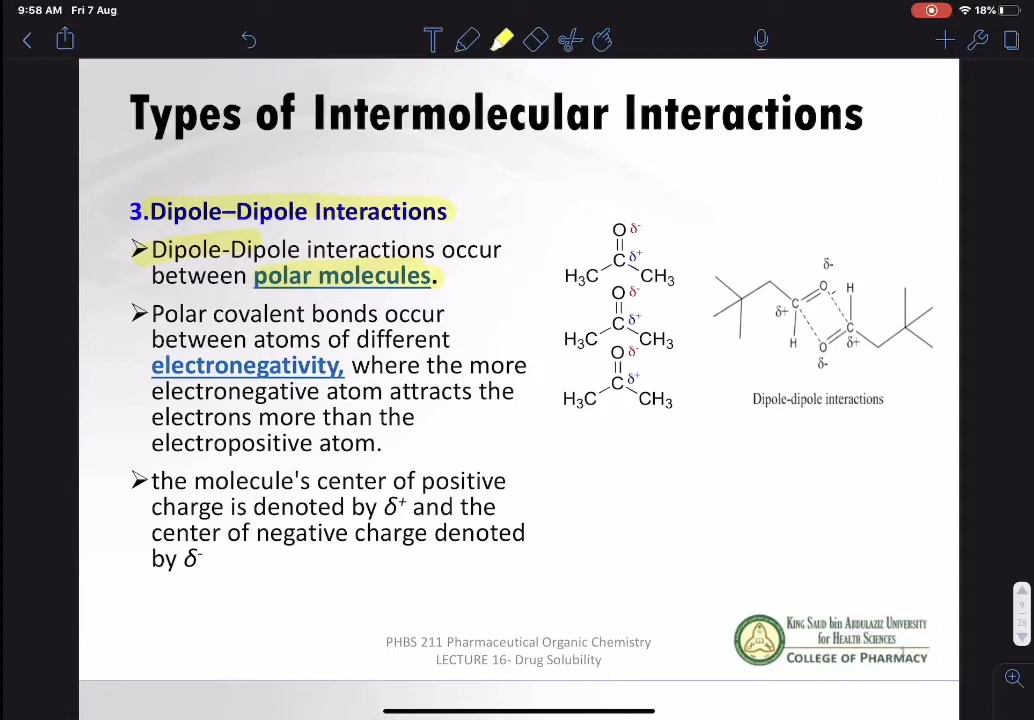 9:58 AM Fri 7 Aug
18%
T
Types of Intermolecular Interactions
3.Dipole–Dipole Interactions
➢Dipole-Dipole interactions occur
between polar molecules.
➢Polar covalent bonds occur
between atoms of different
electronegativity, where the more
electronegative atom attracts the
electrons more than the
electropositive atom.
➢the molecule's center of positive
charge is denoted by δ⁺ and the
center of negative charge denoted
by δ⁻
O δ⁻
C δ⁺
H₃C CH₃
O δ⁻
C δ⁺
H₃C CH₃
O δ⁻
C δ⁺
H₃C CH₃
δ-
O H
C
δ+ C
H O δ+
δ-
Dipole-dipole interactions
PHBS 211 Pharmaceutical Organic Chemistry
LECTURE 16- Drug Solubility
KING SAUD bin ABDULAZIZ UNIVERSITY
for HEALTH SCIENCES
COLLEGE OF PHARMACY
9
26